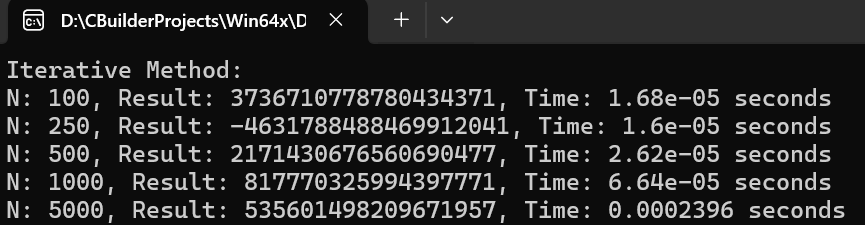 D:\CBuilderProjects\Win64x\D
Iterative Method:
N: 100, Result: 3736710778780434371, Time: 1.68e-05 seconds
N: 250, Result: -4631788488469912041, Time: 1.6e-05 seconds
N: 500, Result: 2171430676560690477, Time: 2.62e-05 seconds
N: 1000, Result: 817770325994397771, Time: 6.64e-05 seconds
N: 5000, Result: 535601498209671957, Time: 0.0002396 seconds